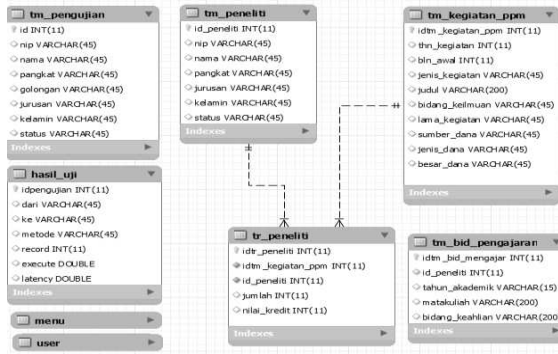 tm_pengujian
id INT(11)
nip VARCHAR(45)
nama VARCHAR(45)
pangkat VARCHAR(45)
golongan VARCHAR(45)
jurusan VARCHAR(45)
kelamin VARCHAR(45)
status VARCHAR(45)
Indexes
tm_peneliti
id_peneliti INT(11)
nip VARCHAR(45)
nama VARCHAR(45)
pangkat VARCHAR(45)
jurusan VARCHAR(45)
kelamin VARCHAR(45)
status VARCHAR(45)
Indexes
tm_kegiatan_ppm
idtm_kegiatan_ppm INT(11)
thn_kegiatan INT(11)
bln_awal INT(11)
jenis_kegiatan VARCHAR(45)
judul VARCHAR(200)
bidang_keilmuan VARCHAR(45)
lama_kegiatan VARCHAR(45)
sumber_dana VARCHAR(45)
jenis_dana VARCHAR(45)
besar_dana VARCHAR(45)
Indexes
hasil_uji
idpengujian INT(11)
dari VARCHAR(45)
ke VARCHAR(45)
metode VARCHAR(45)
record INT(11)
execute DOUBLE
latency DOUBLE
Indexes
tr_peneliti
idtr_peneliti INT(11)
idtm_kegiatan_ppm INT(11)
id_peneliti INT(11)
jumlah INT(11)
nilai_kredit INT(11)
Indexes
tm_bid_pengajaran
idtm_bid_mengajar INT(11)
id_peneliti INT(11)
tahun_akademik VARCHAR(15)
matakuliah VARCHAR(200)
bidang_keahlian VARCHAR(200)
Indexes
menu
user